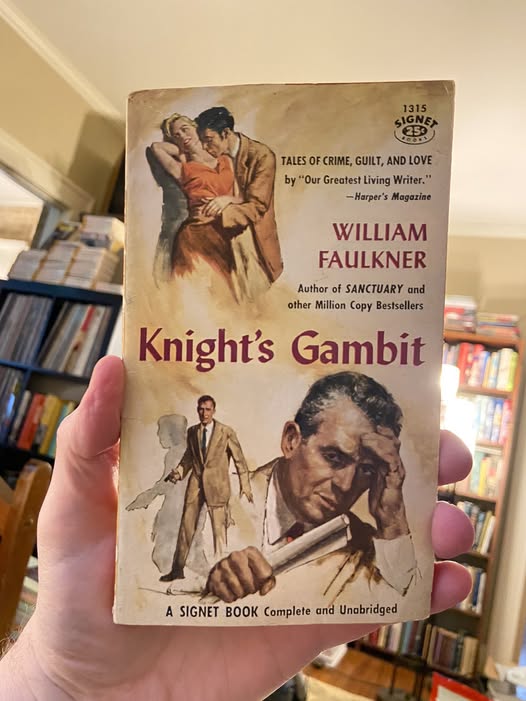 1315
SIGNET
25¢
BOOKS
TALES OF CRIME, GUILT, AND LOVE
by "Our Greatest Living Writer."
—Harper's Magazine
WILLIAM
FAULKNER
Author of SANCTUARY and
other Million Copy Bestsellers
Knight's Gambit
A SIGNET BOOK Complete and Unabridged